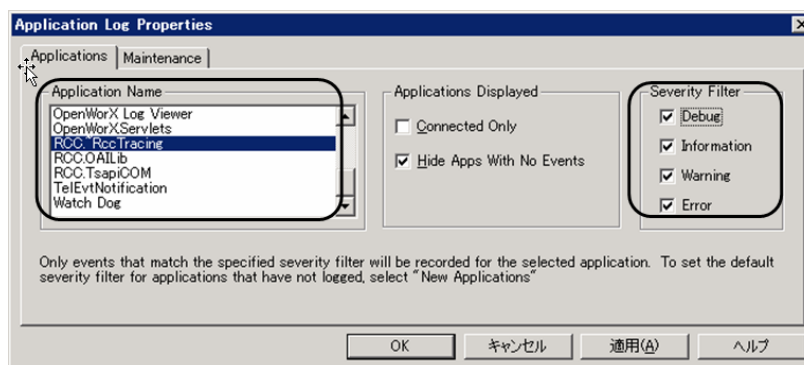 Application Log Properties
Applications
Maintenance
Application Name
OpenWorX Log Viewer
OpenWorXServlets
RCC.~RccTracing
RCC.OAILib
RCC.TsapiCOM
TelEvtNotification
Watch Dog
Applications Displayed
Connected Only
Hide Apps With No Events
Severity Filter
Debug
Information
Warning
Error
Only events that match the specified severity filter will be recorded for the selected application. To set the default
severity filter for applications that have not logged, select "New Applications"
OK
キャンセル
適用(A)
ヘルプ